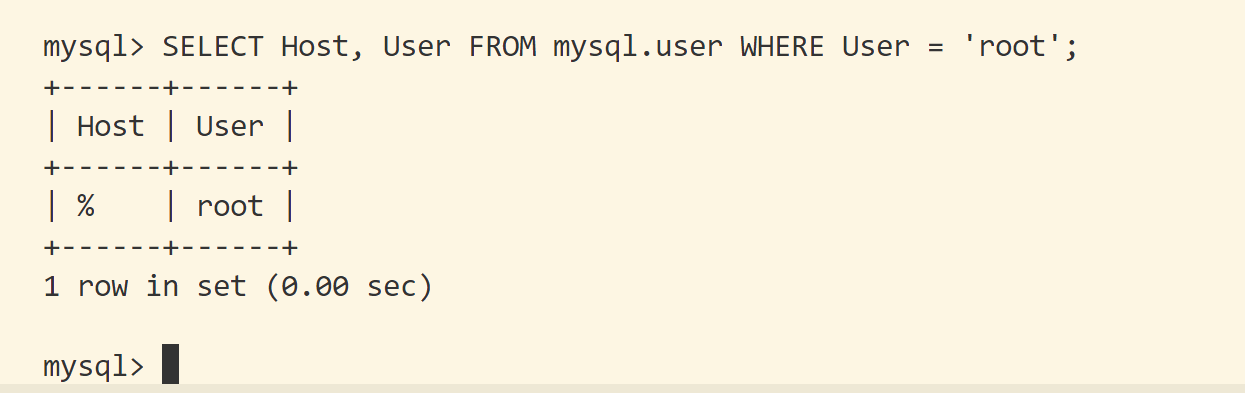 mysql> SELECT Host, User FROM mysql.user WHERE User = 'root';
+------+------+
| Host | User |
+------+------+
| %    | root |
+------+------+
1 row in set (0.00 sec)
mysql>